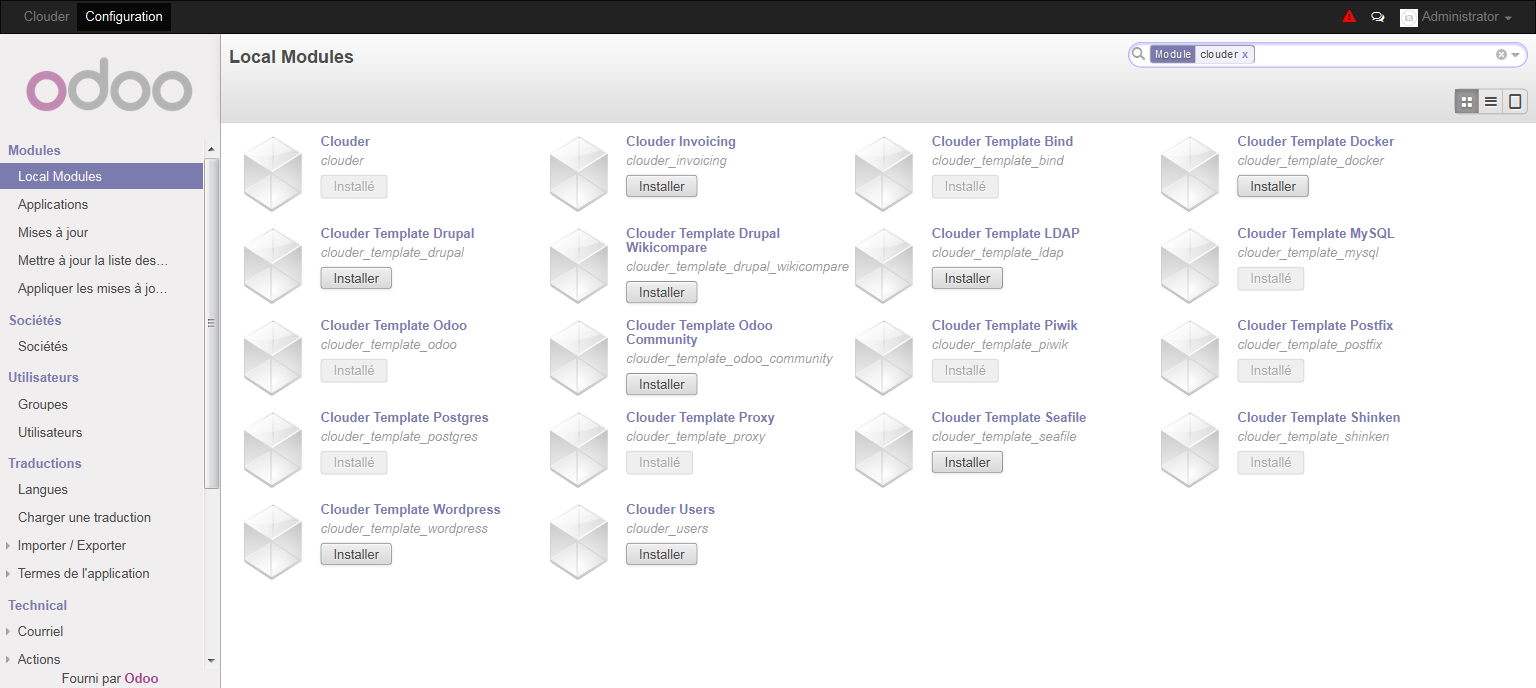 Clouder Configuration Administrator
odoo
Local Modules
Module clouder x
Modules
Local Modules
Applications
Mises à jour
Mettre à jour la liste des...
Appliquer les mises à jo...
Sociétés
Sociétés
Utilisateurs
Groupes
Utilisateurs
Traductions
Langues
Charger une traduction
Importer / Exporter
Termes de l'application
Technical
Courriel
Actions
Fourni par Odoo
Clouder
clouder
Installé
Clouder Invoicing
clouder_invoicing
Installer
Clouder Template Bind
clouder_template_bind
Installé
Clouder Template Docker
clouder_template_docker
Installer
Clouder Template Drupal
clouder_template_drupal
Installer
Clouder Template Drupal
Wikicompare
clouder_template_drupal_wikicompare
Installer
Clouder Template LDAP
clouder_template_ldap
Installer
Clouder Template MySQL
clouder_template_mysql
Installé
Clouder Template Odoo
clouder_template_odoo
Installé
Clouder Template Odoo
Community
clouder_template_odoo_community
Installer
Clouder Template Piwik
clouder_template_piwik
Installé
Clouder Template Postfix
clouder_template_postfix
Installé
Clouder Template Postgres
clouder_template_postgres
Installé
Clouder Template Proxy
clouder_template_proxy
Installé
Clouder Template Seafile
clouder_template_seafile
Installer
Clouder Template Shinken
clouder_template_shinken
Installé
Clouder Template Wordpress
clouder_template_wordpress
Installer
Clouder Users
clouder_users
Installer